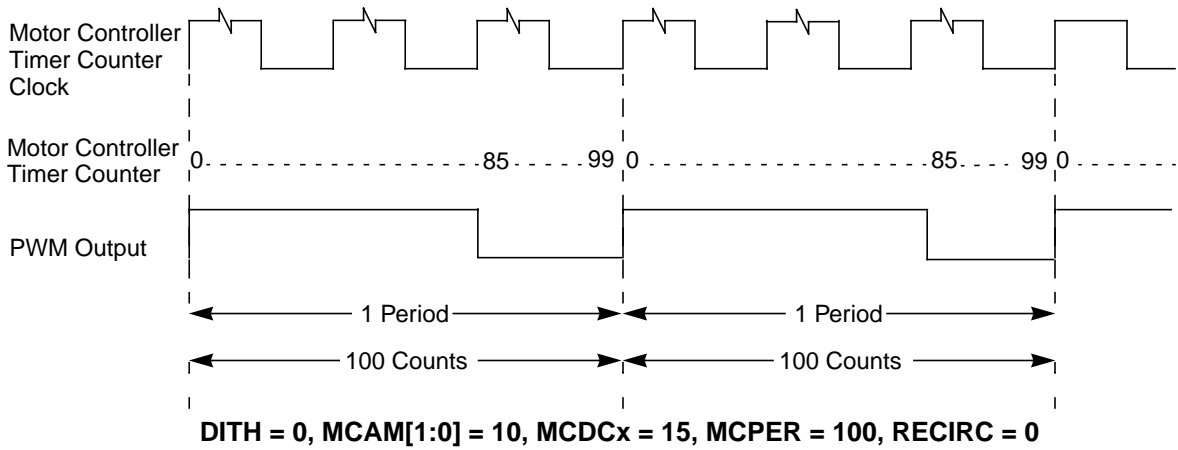 Motor Controller
Timer Counter
Clock
Motor Controller
Timer Counter
0 85 99 0 85 99 0
PWM Output
1 Period 1 Period
100 Counts 100 Counts
DITH = 0, MCAM[1:0] = 10, MCDCx = 15, MCPER = 100, RECIRC = 0